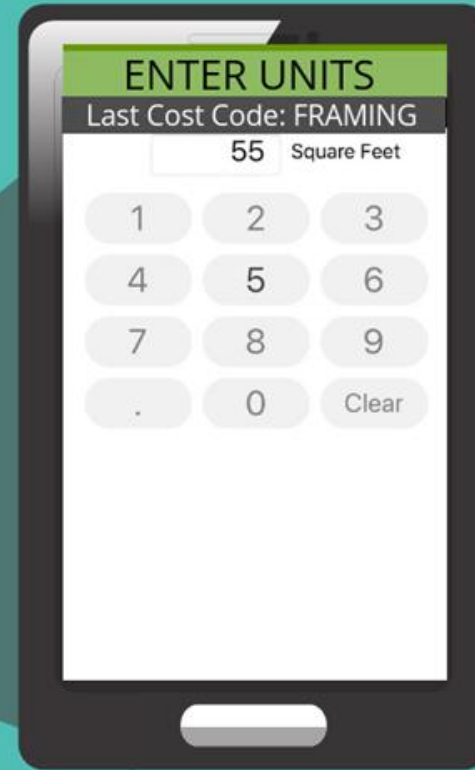 ENTER UNITS
Last Cost Code: FRAMING
55 Square Feet
1 2 3
4 5 6
7 8 9
. 0 Clear